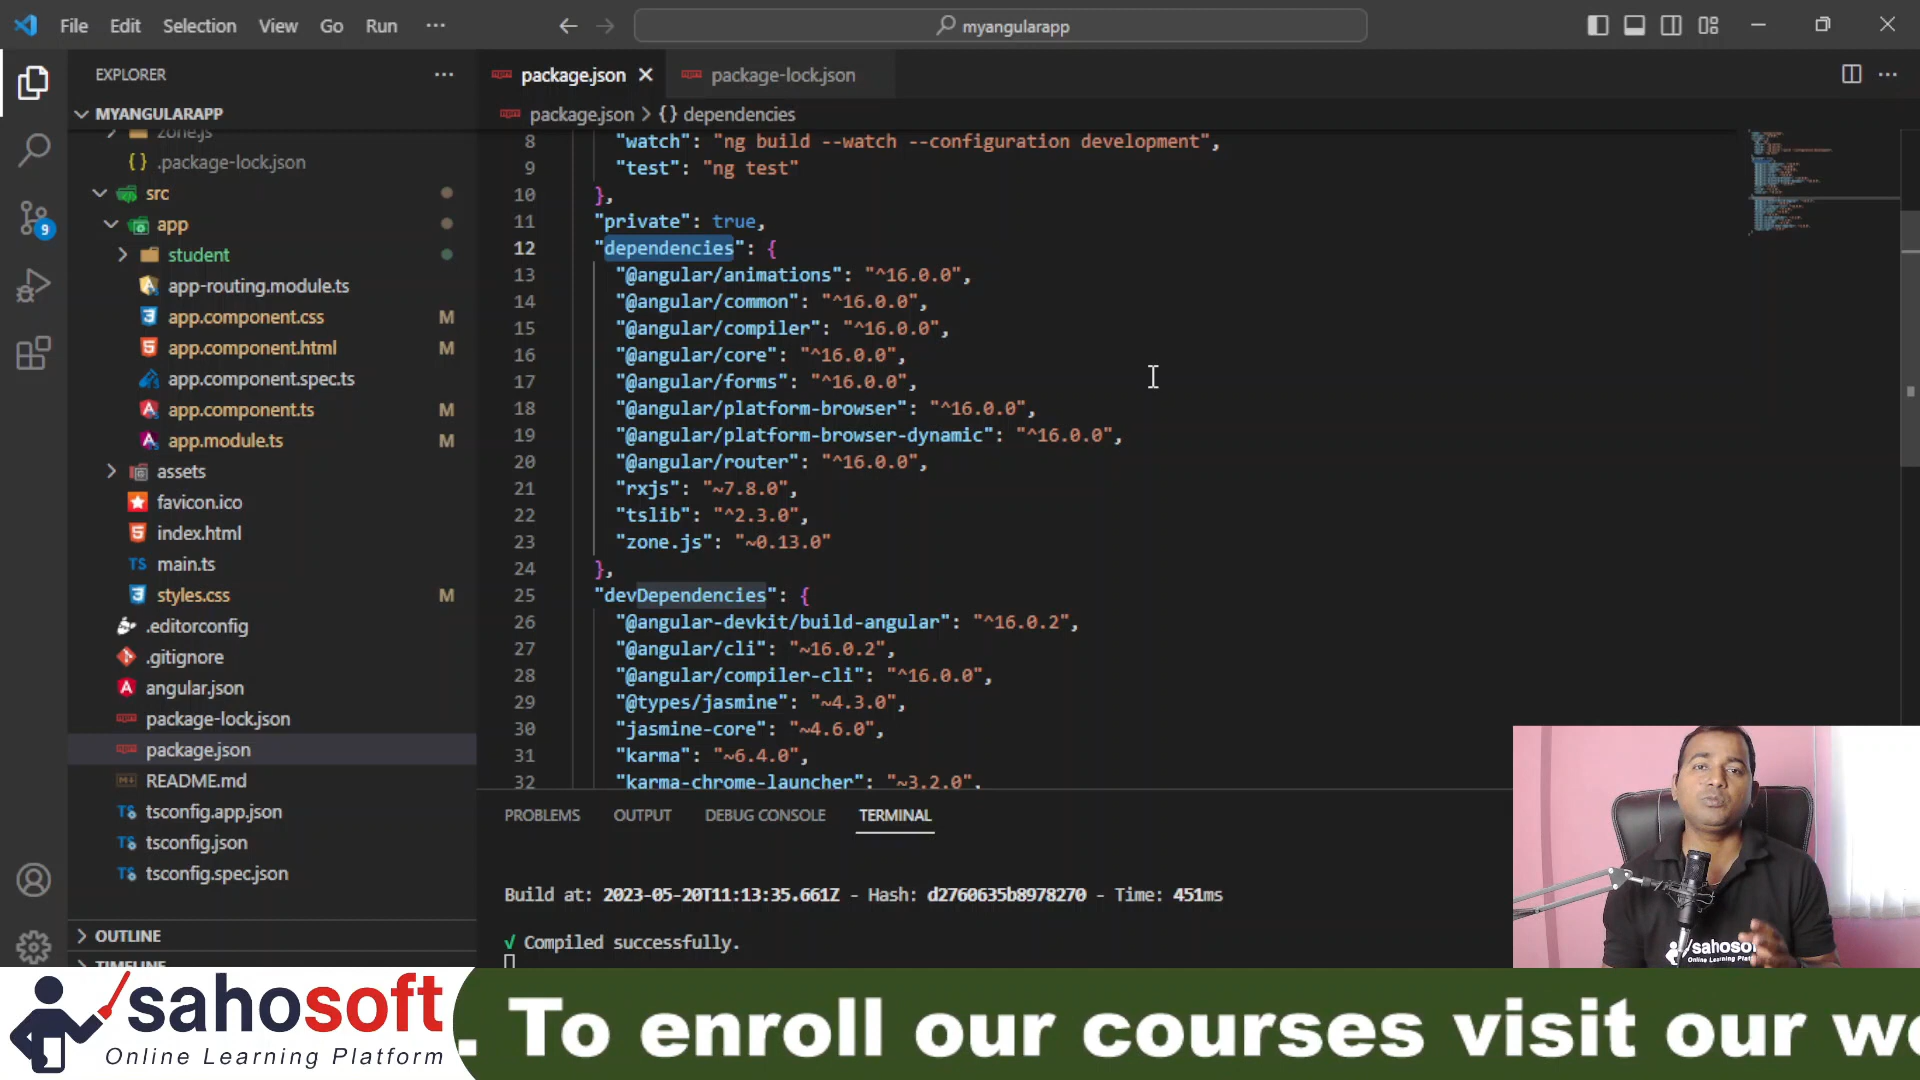 File Edit Selection View Go Run ··· myangularapp
EXPLORER ···
MYANGULARAPP
zone.js
{} .package-lock.json
src
app
student
app-routing.module.ts
app.component.css M
app.component.html M
app.component.spec.ts
app.component.ts M
app.module.ts M
assets
favicon.ico
index.html
TS main.ts
styles.css M
.editorconfig
.gitignore
angular.json
package-lock.json
package.json
README.md
tsconfig.app.json
tsconfig.json
tsconfig.spec.json
OUTLINE
TIMELINE
9
package.json package-lock.json
package.json > {} dependencies
8 "watch": "ng build --watch --configuration development",
9 "test": "ng test"
10 },
11 "private": true,
12 "dependencies": {
13 "@angular/animations": "^16.0.0",
14 "@angular/common": "^16.0.0",
15 "@angular/compiler": "^16.0.0",
16 "@angular/core": "^16.0.0",
17 "@angular/forms": "^16.0.0",
18 "@angular/platform-browser": "^16.0.0",
19 "@angular/platform-browser-dynamic": "^16.0.0",
20 "@angular/router": "^16.0.0",
21 "rxjs": "~7.8.0",
22 "tslib": "^2.3.0",
23 "zone.js": "~0.13.0"
24 },
25 "devDependencies": {
26 "@angular-devkit/build-angular": "^16.0.2",
27 "@angular/cli": "~16.0.2",
28 "@angular/compiler-cli": "^16.0.0",
29 "@types/jasmine": "~4.3.0",
30 "jasmine-core": "~4.6.0",
31 "karma": "~6.4.0",
32 "karma-chrome-launcher": "~3.2.0",
PROBLEMS OUTPUT DEBUG CONSOLE TERMINAL
Build at: 2023-05-20T11:13:35.661Z - Hash: d2760635b8978270 - Time: 451ms
√ Compiled successfully.
sahosoft
Online Learning Platform
sahosoft
Online Learning Platform
. To enroll our courses visit our we